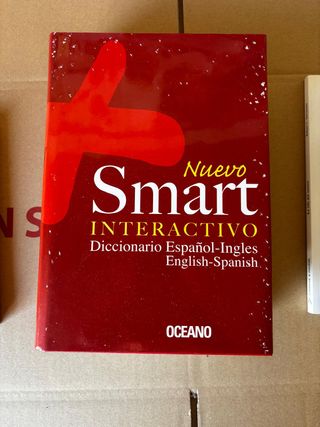 Nuevo
Smart
INTERACTIVO
Diccionario Español-Ingles
English-Spanish
OCEANO